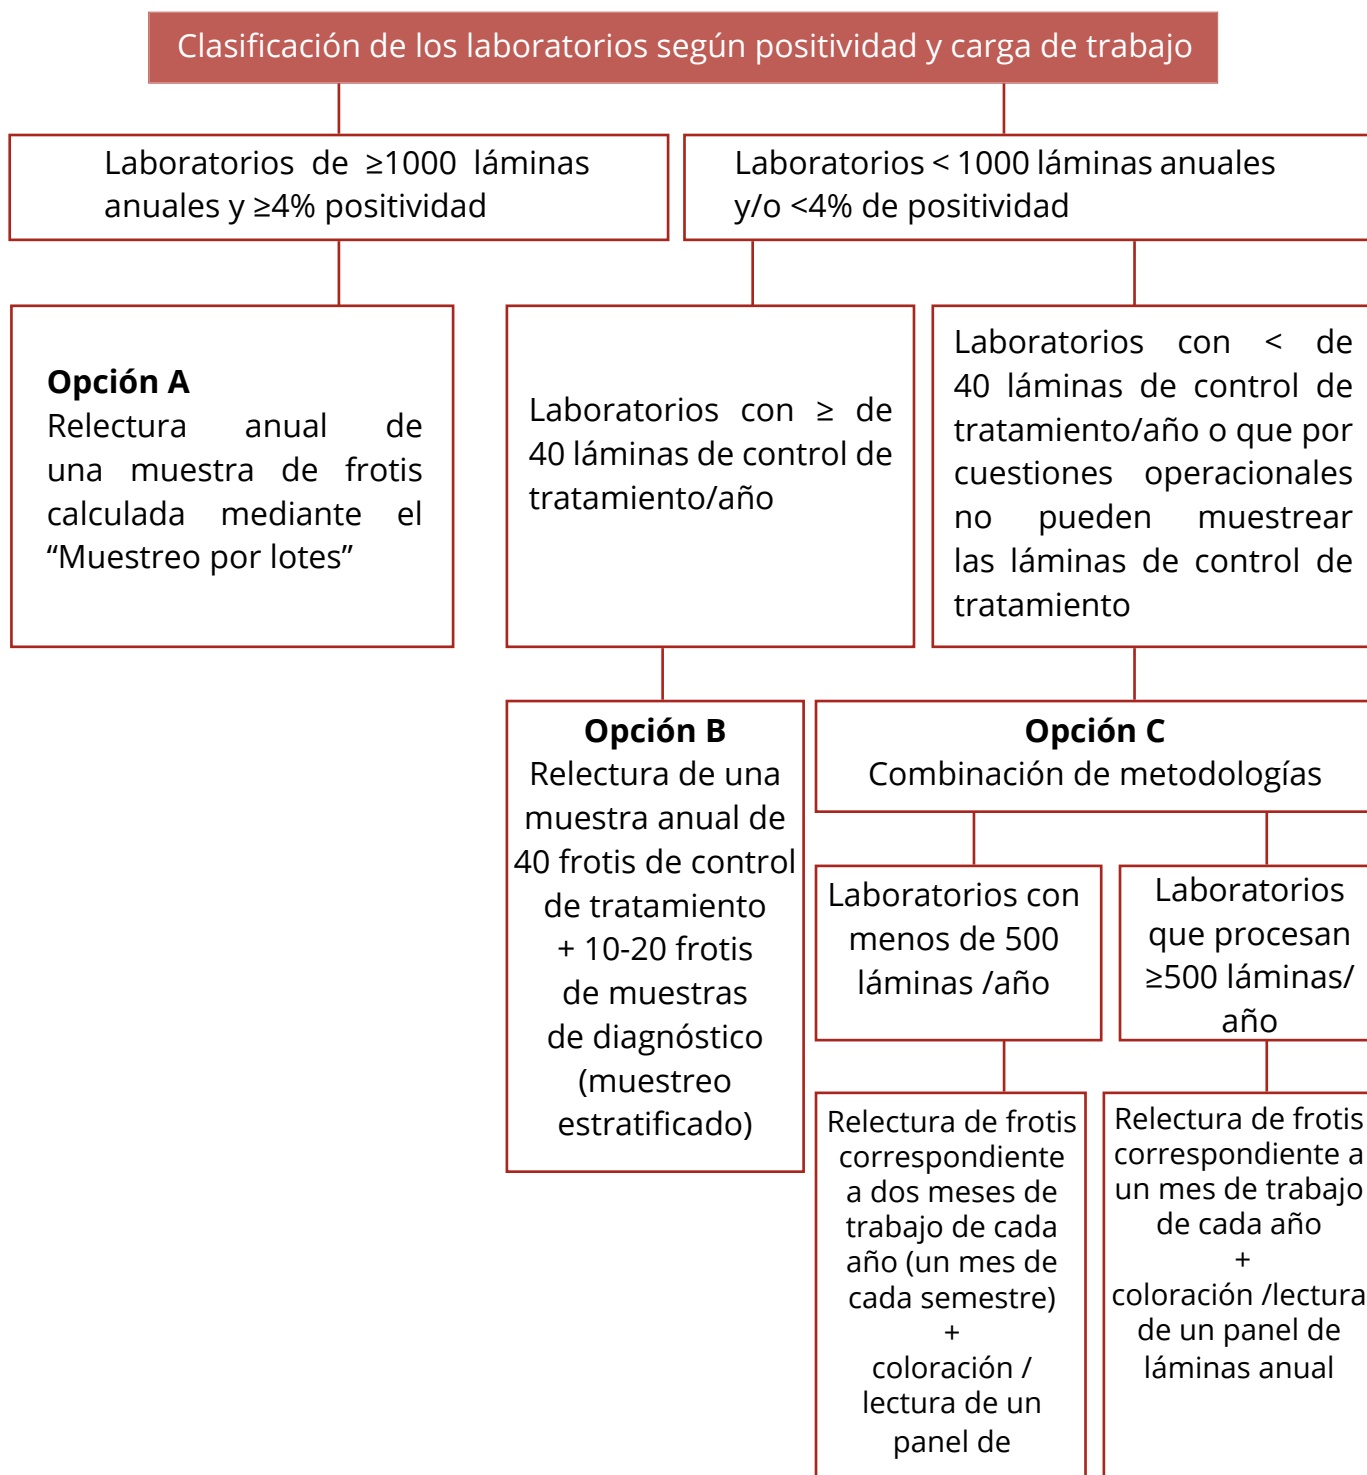 Clasificación de los laboratorios según positividad y carga de trabajo
Laboratorios de ≥1000 láminas
anuales y ≥4% positividad
Laboratorios < 1000 láminas anuales
y/o <4% de positividad
Opción A
Relectura anual de
una muestra de frotis
calculada mediante el
“Muestreo por lotes”
Laboratorios con ≥ de
40 láminas de control de
tratamiento/año
Laboratorios con < de
40 láminas de control de
tratamiento/año o que por
cuestiones operacionales
no pueden muestrear
las láminas de control de
tratamiento
Opción B
Relectura de una
muestra anual de
40 frotis de control
de tratamiento
+ 10-20 frotis
de muestras
de diagnóstico
(muestreo
estratificado)
Opción C
Combinación de metodologías
Laboratorios con
menos de 500
láminas /año
Laboratorios
que procesan
≥500 láminas/
año
Relectura de frotis
correspondiente
a dos meses de
trabajo de cada
año (un mes de
cada semestre)
+
coloración /
lectura de un
panel de
Relectura de frotis
correspondiente a
un mes de trabajo
de cada año
+
coloración /lectura
de un panel de
láminas anual